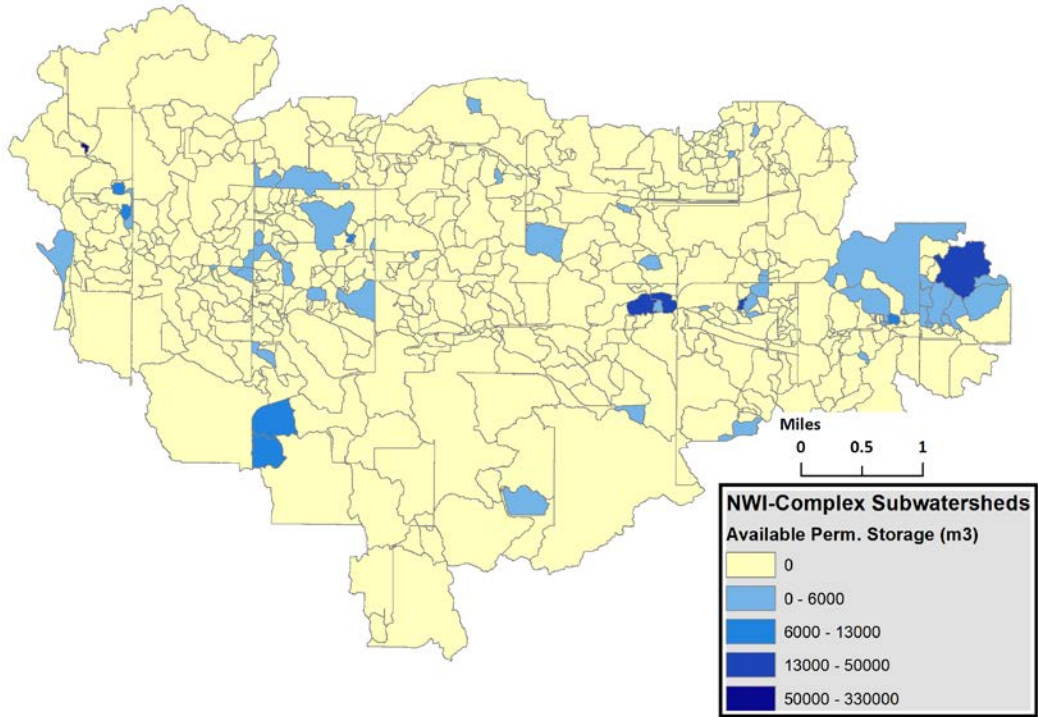 Miles
0 0.5 1
NWI-Complex Subwatersheds
Available Perm. Storage (m3)
0
0 - 6000
6000 - 13000
13000 - 50000
50000 - 330000